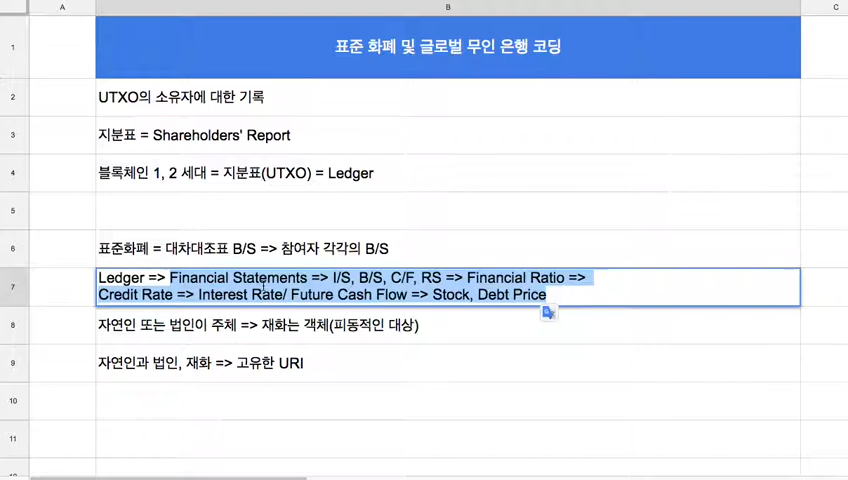 A B C
1 표준 화폐 및 글로벌 무인 은행 코딩
2 UTXO의 소유자에 대한 기록
3 지분표 = Shareholders' Report
4 블록체인 1, 2 세대 = 지분표(UTXO) = Ledger
5
6 표준화폐 = 대차대조표 B/S => 참여자 각각의 B/S
7 Ledger => Financial Statements => I/S, B/S, C/F, RS => Financial Ratio =>
Credit Rate => Interest Rate/ Future Cash Flow => Stock, Debt Price
8 자연인 또는 법인이 주체 => 재화는 객체(피동적인 대상)
9 자연인과 법인, 재화 => 고유한 URI
10
11